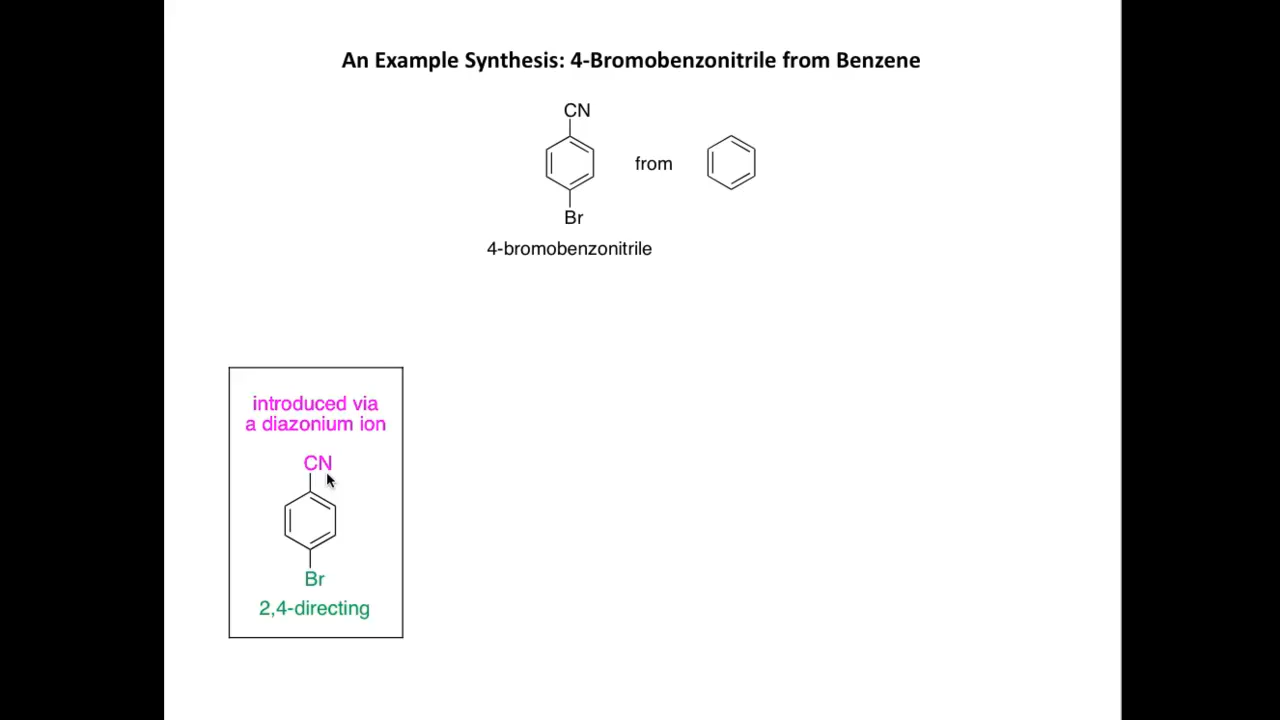 An Example Synthesis: 4-Bromobenzonitrile from Benzene
CN
from
Br
4-bromobenzonitrile
introduced via
a diazonium ion
CN
Br
2,4-directing